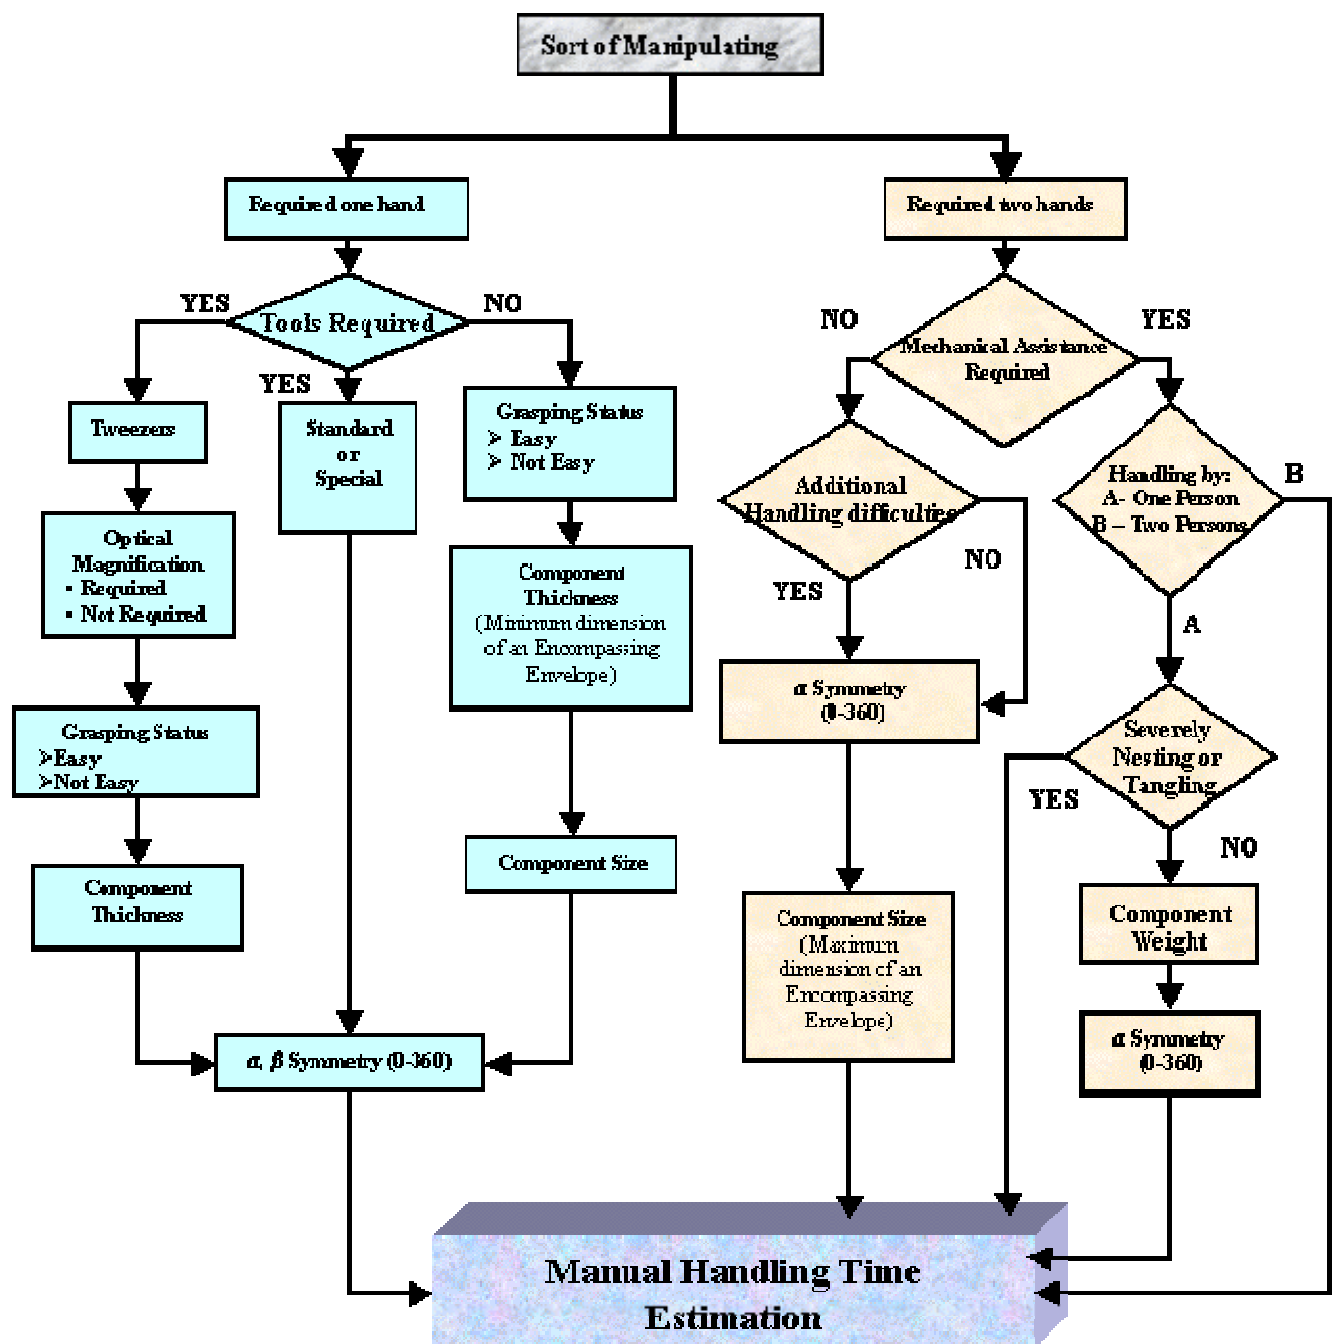 Sort of Manipulating
Required one hand
Required two hands
YES
Tools Required
NO
YES
Tweezers
Optical
Magnification
▪ Required
▪ Not Required
Grasping Status
➢Easy
➢Not Easy
Component
Thickness
Standard
or
Special
Grasping Status
➢ Easy
➢ Not Easy
Component
Thickness
(Minimum dimension
of an Encompassing
Envelope)
Component Size
α, β Symmetry (0-360)
NO
Mechanical Assistance
Required
YES
Additional
Handling difficulties
NO
YES
α Symmetry
(0-360)
Component Size
(Maximum
dimension of an
Encompassing
Envelope)
Handling by:
A- One Person
B – Two Persons
B
A
Severely
Nesting or
Tangling
YES
NO
Component
Weight
α Symmetry
(0-360)
Manual Handling Time
Estimation